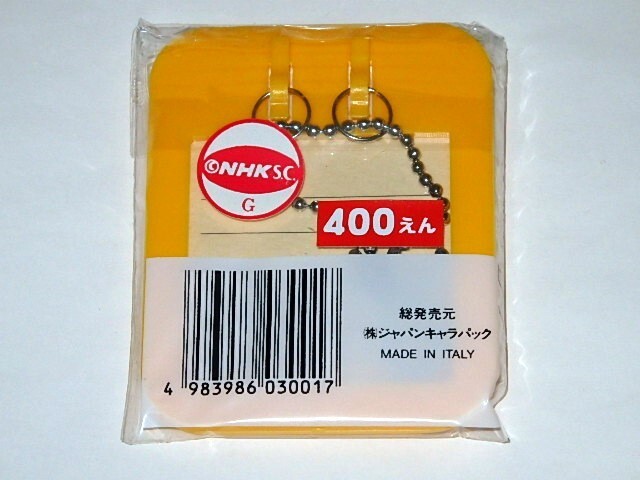 ©NHK S.C.
G
400えん
総発売元
㈱ジャパンキャラパック
MADE IN ITALY
4 983986 030017